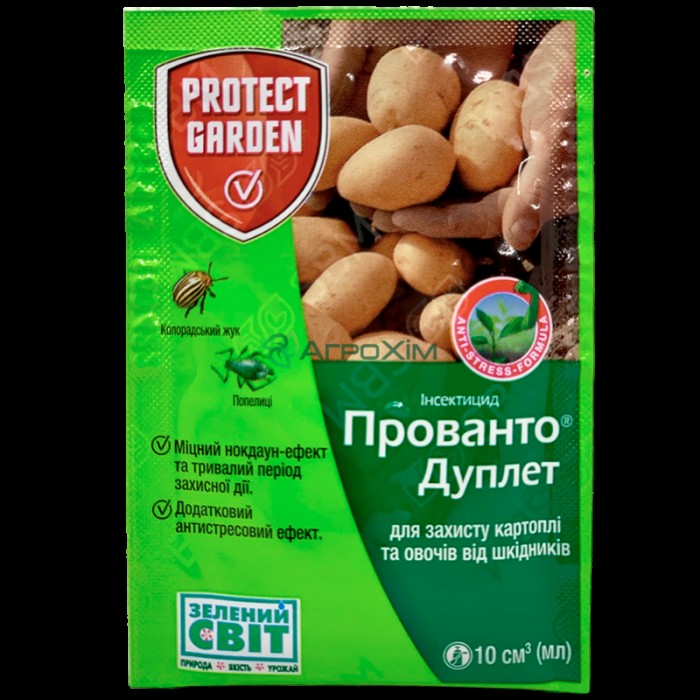 PROTECT
GARDEN
Колорадський жук
Попелиці
АгроХім
ANTI-STRESS-FORMULA
Інсектицид
Прованто®
Дуплет
Міцний нокдаун-ефект
та тривалий період
захисної дії.
Додатковий
антистресовий ефект.
для захисту картоплі
та овочів від шкідників
ЗЕЛЕНИЙ
СВІТ
ПРИРОДА ЯКІСТЬ УРОЖАЙ
10 см³ (мл)